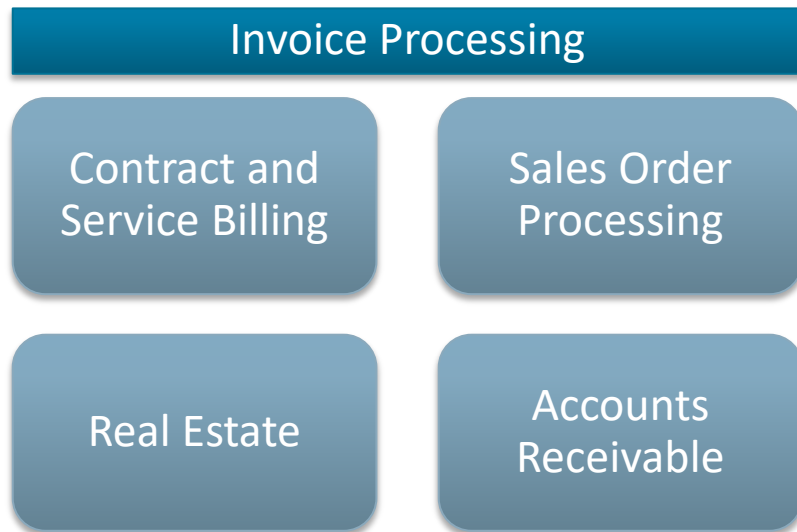 Invoice Processing
Contract and
Service Billing
Sales Order
Processing
Real Estate
Accounts
Receivable